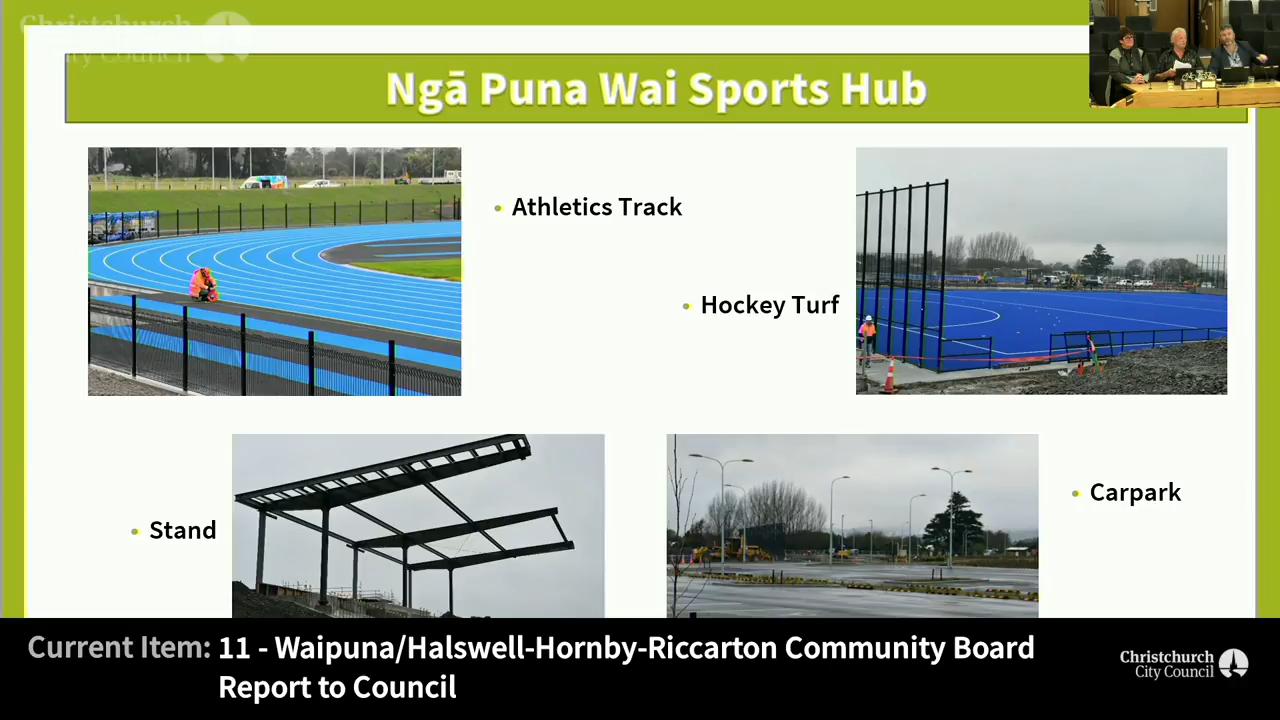 Christchurch
City Council
Ngā Puna Wai Sports Hub
• Athletics Track
• Hockey Turf
• Stand
• Carpark
Current Item: 11 - Waipuna/Halswell-Hornby-Riccarton Community Board
Report to Council
Christchurch
City Council